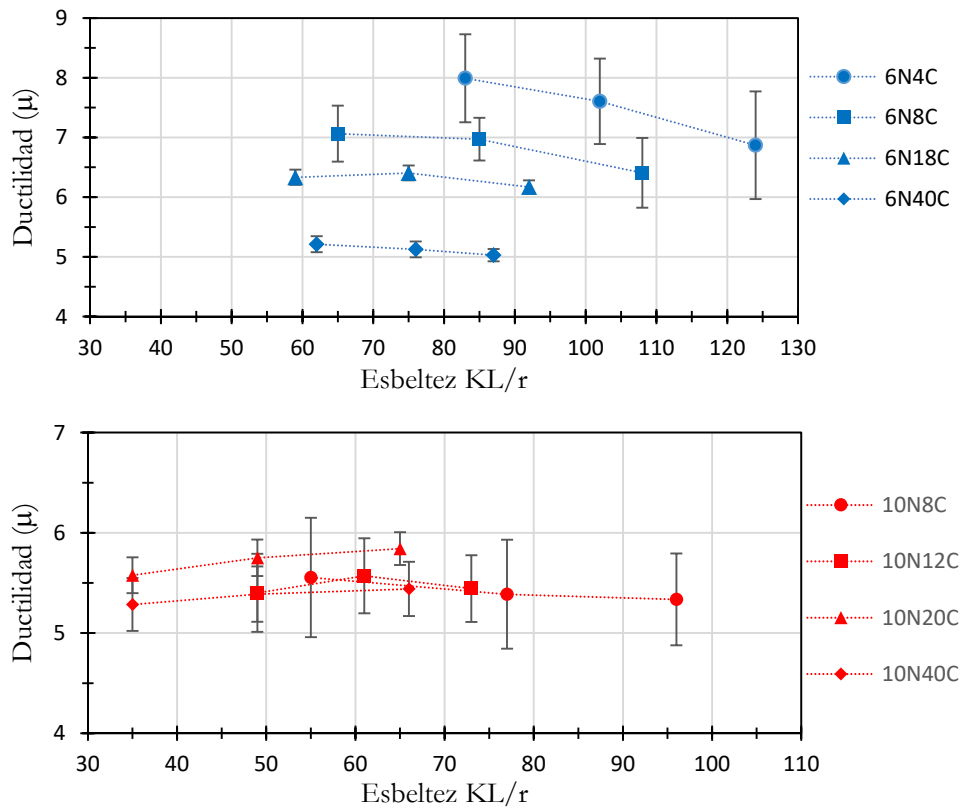 9
8
7
6
5
4
Ductilidad (μ)
30 40 50 60 70 80 90 100 110 120 130
Esbeltez KL/r
6N4C
6N8C
6N18C
6N40C
7
6
5
4
Ductilidad (μ)
30 40 50 60 70 80 90 100 110
Esbeltez KL/r
10N8C
10N12C
10N20C
10N40C